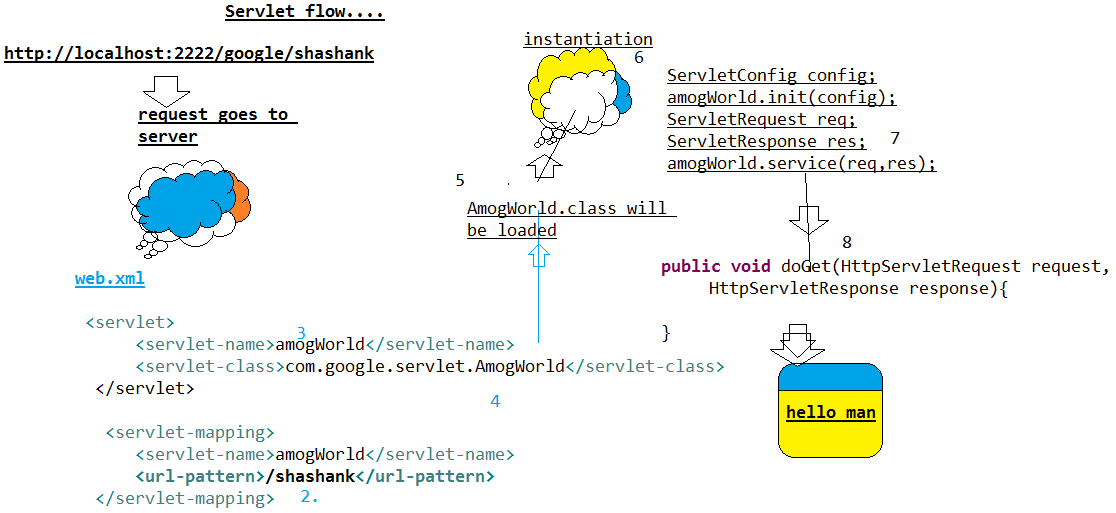 Servlet flow....
http://localhost:2222/google/shashank
request goes to
server
web.xml
<servlet>
3
<servlet-name>amogWorld</servlet-name>
<servlet-class>com.google.servlet.AmogWorld</servlet-class>
</servlet>
4
<servlet-mapping>
<servlet-name>amogWorld</servlet-name>
<url-pattern>/shashank</url-pattern>
</servlet-mapping>
2.
5
AmogWorld.class will
be loaded
instantiation
6
ServletConfig config;
amogWorld.init(config);
ServletRequest req;
ServletResponse res;
7
amogWorld.service(req,res);
8
public void doGet(HttpServletRequest request,
HttpServletResponse response){
}
hello man